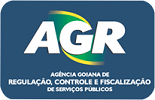 AGR
AGÊNCIA GOIANA DE
REGULAÇÃO, CONTROLE E FISCALIZAÇÃO
DE SERVIÇOS PÚBLICOS